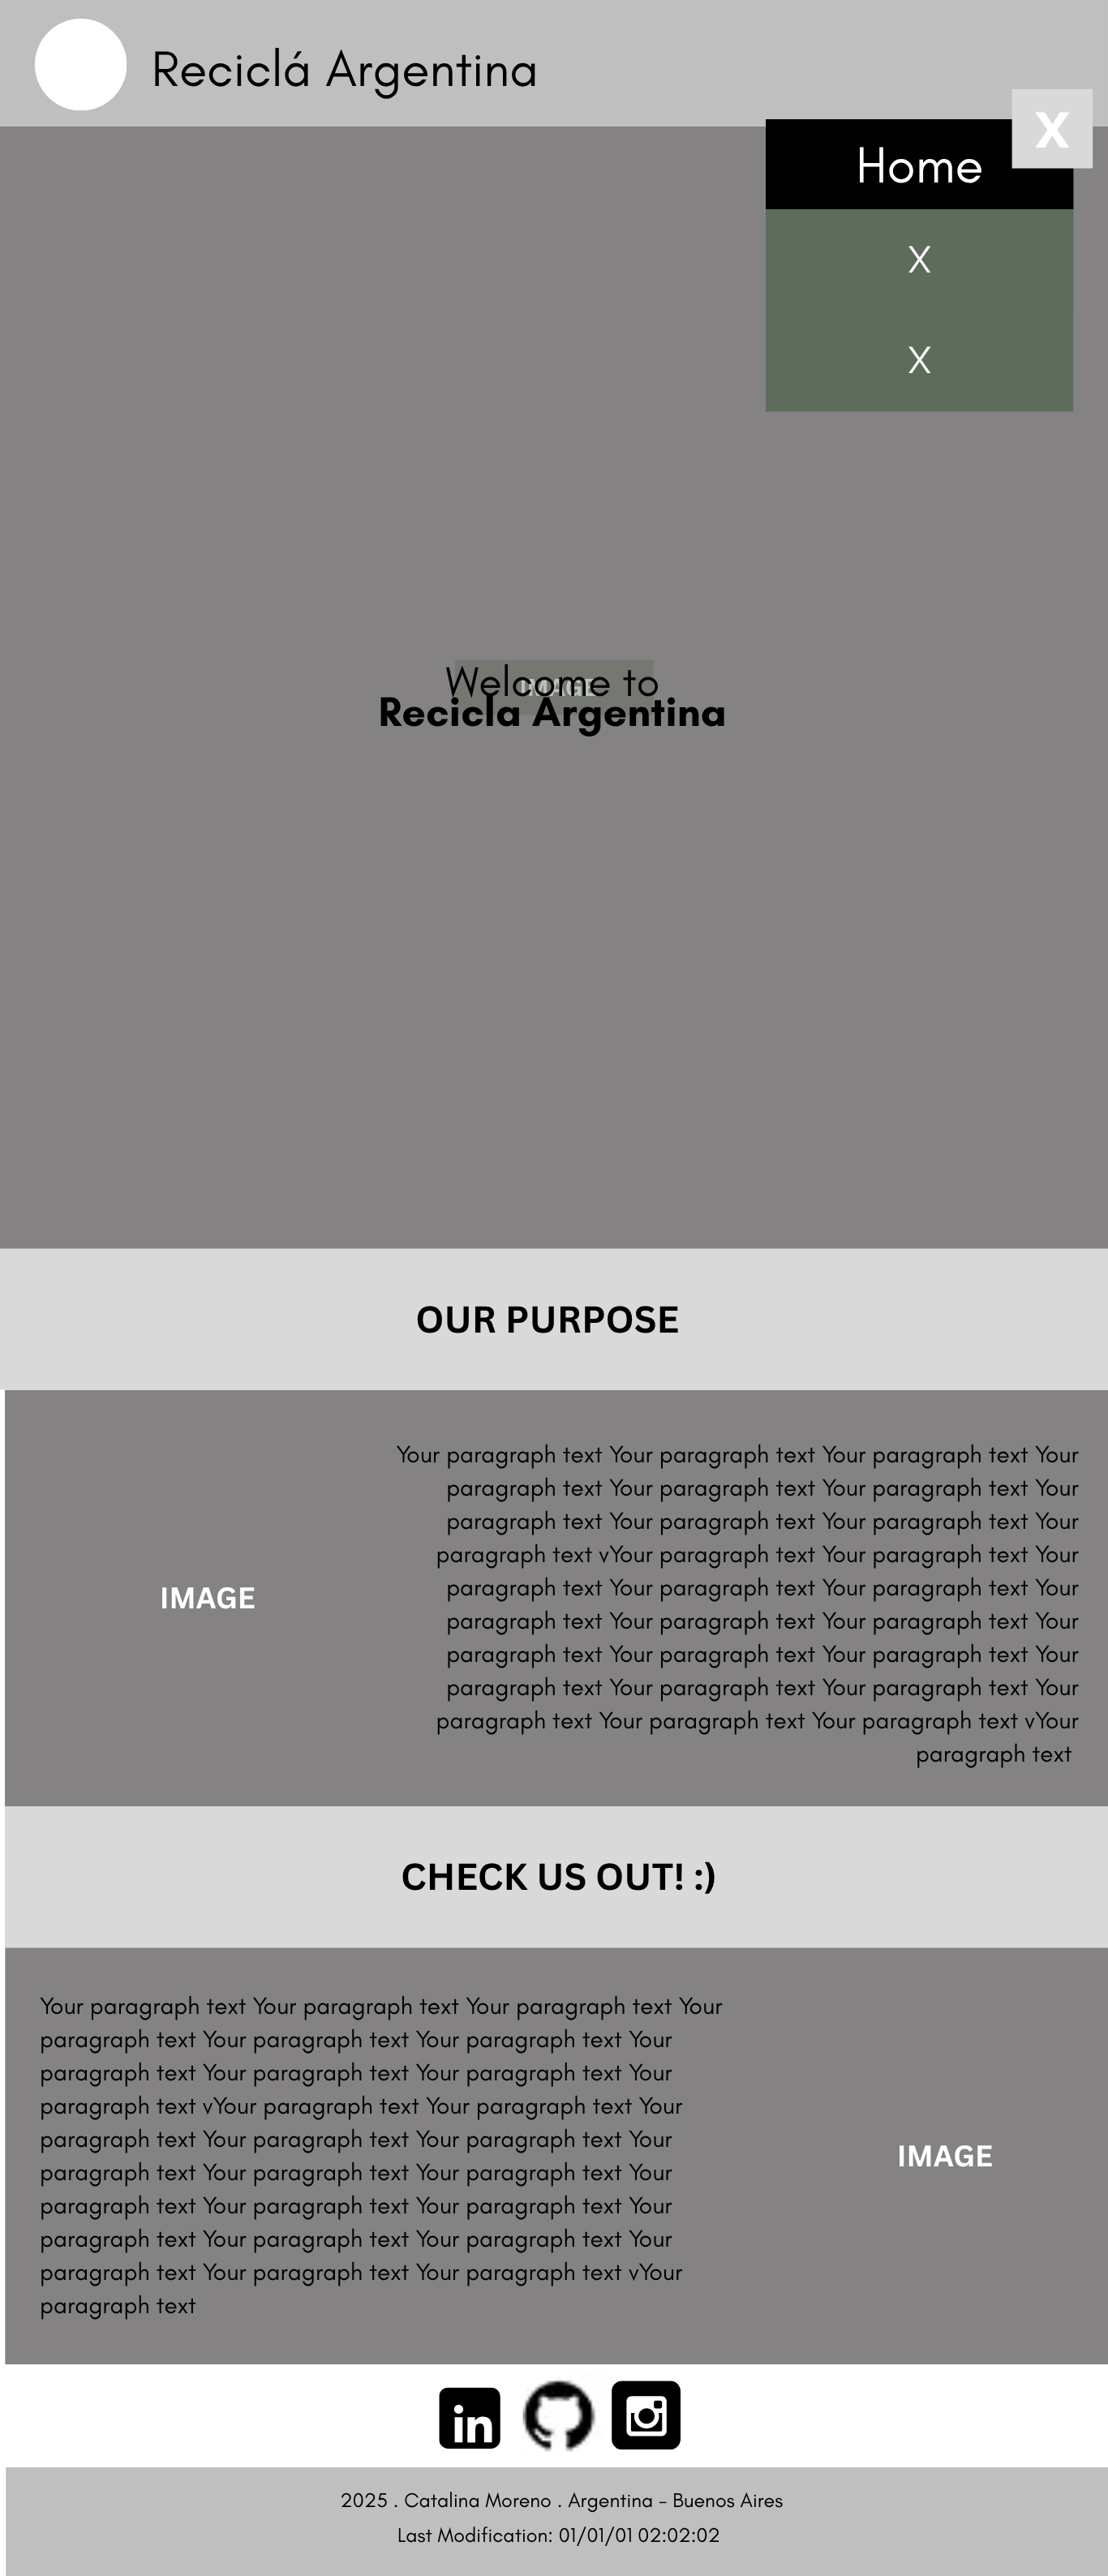 Reciclá Argentina
X
Home
X
X
IMAGE
Welcome to
Recicla Argentina
OUR PURPOSE
Your paragraph text Your paragraph text Your paragraph text Your
paragraph text Your paragraph text Your paragraph text Your
paragraph text Your paragraph text Your paragraph text Your
paragraph text vYour paragraph text Your paragraph text Your
paragraph text Your paragraph text Your paragraph text Your
paragraph text Your paragraph text Your paragraph text Your
paragraph text Your paragraph text Your paragraph text Your
paragraph text Your paragraph text Your paragraph text Your
paragraph text Your paragraph text Your paragraph text vYour
paragraph text
IMAGE
CHECK US OUT! :)
Your paragraph text Your paragraph text Your paragraph text Your
paragraph text Your paragraph text Your paragraph text Your
paragraph text Your paragraph text Your paragraph text Your
paragraph text vYour paragraph text Your paragraph text Your
paragraph text Your paragraph text Your paragraph text Your
paragraph text Your paragraph text Your paragraph text Your
paragraph text Your paragraph text Your paragraph text Your
paragraph text Your paragraph text Your paragraph text Your
paragraph text Your paragraph text Your paragraph text vYour
paragraph text
IMAGE
in
2025 . Catalina Moreno . Argentina - Buenos Aires
Last Modification: 01/01/01 02:02:02